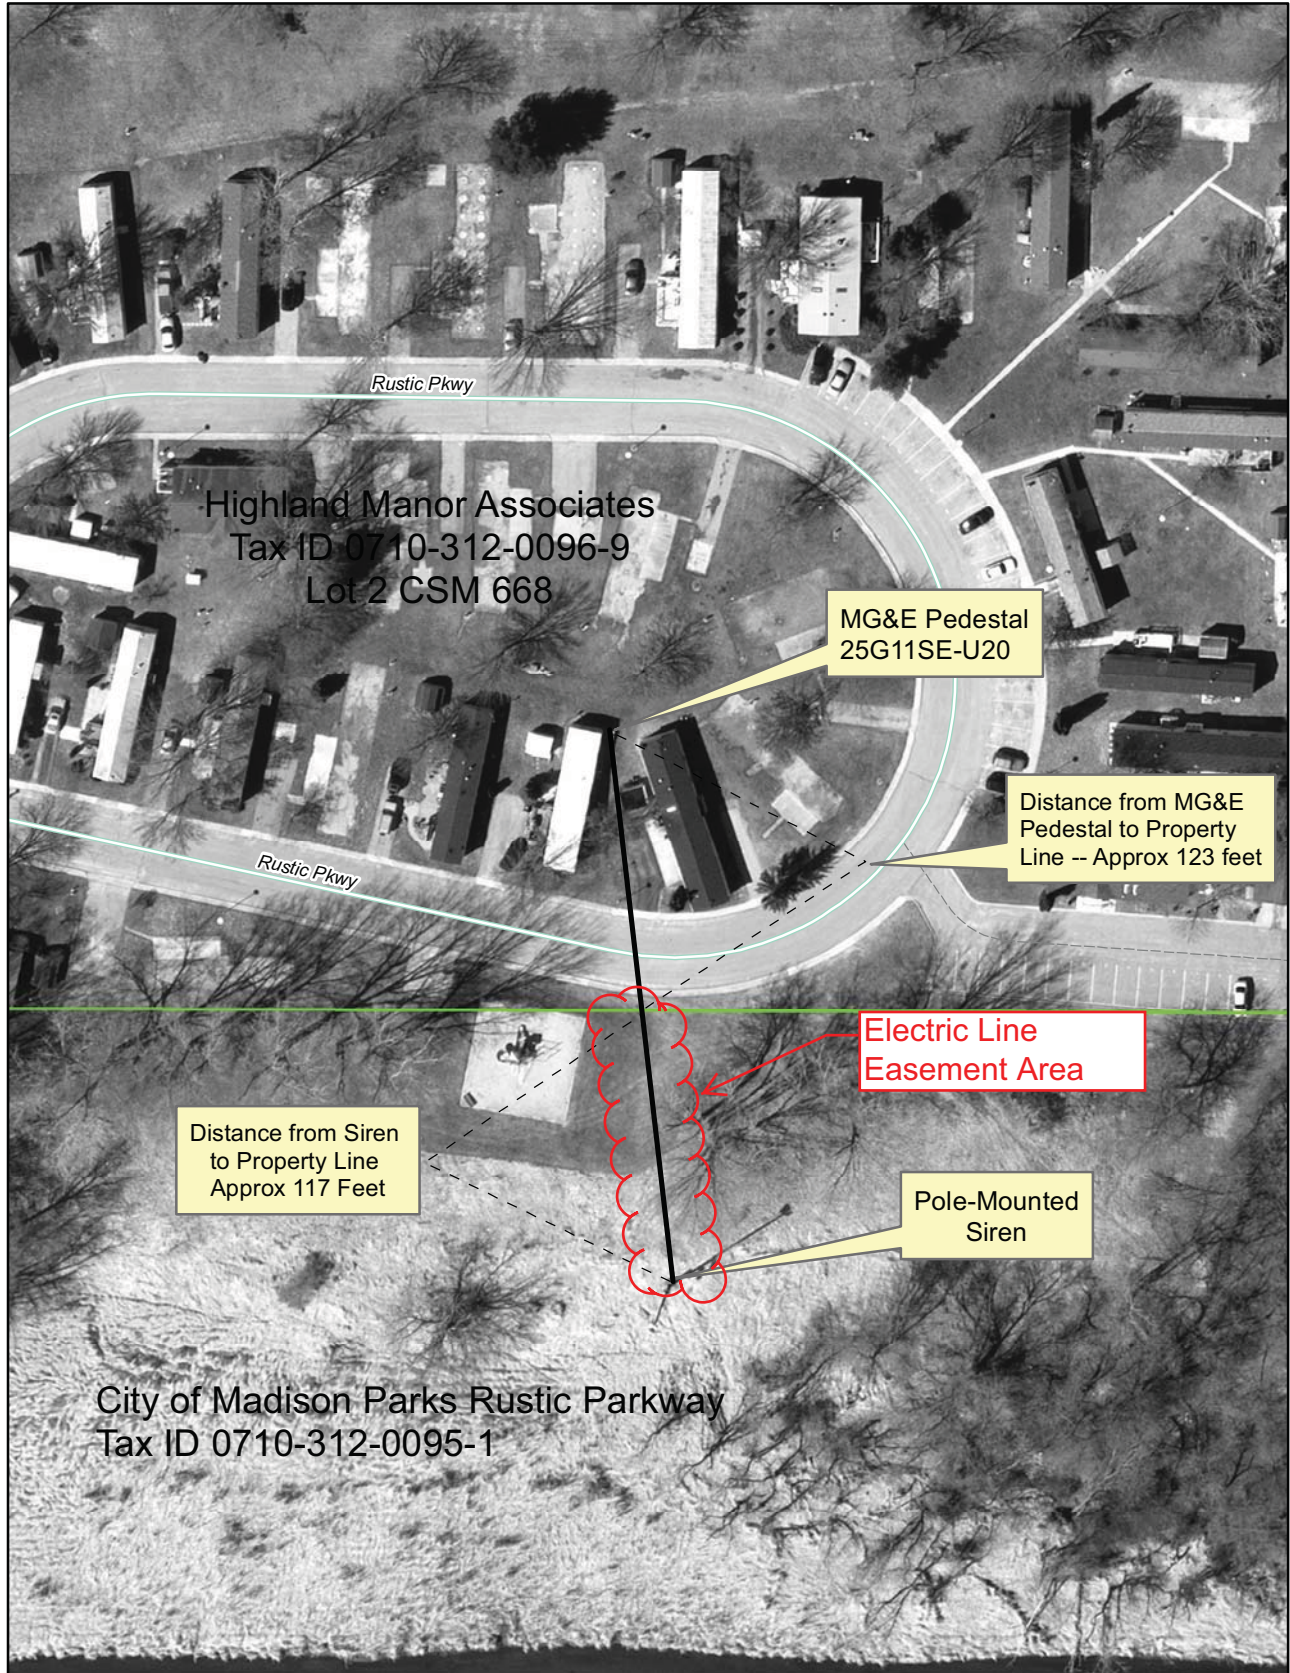 Rustic Pkwy
Highland Manor Associates
Tax ID 0710-312-0096-9
Lot 2 CSM 668
MG&E Pedestal
25G11SE-U20
Distance from MG&E
Pedestal to Property
Line -- Approx 123 feet
Rustic Pkwy
Electric Line
Easement Area
Distance from Siren
to Property Line
Approx 117 Feet
Pole-Mounted
Siren
City of Madison Parks Rustic Parkway
Tax ID 0710-312-0095-1